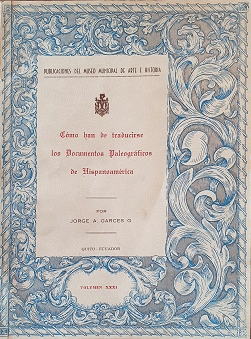 PUBLICACIONES DEL MUSEO MUNICIPAL DE ARTE E HISTORIA
Cómo han de traducirse
los Documentos Paleográficos
de Hispanoamérica
POR
JORGE A. GARCES G.
QUITO - ECUADOR
VOLUMEN XXXI